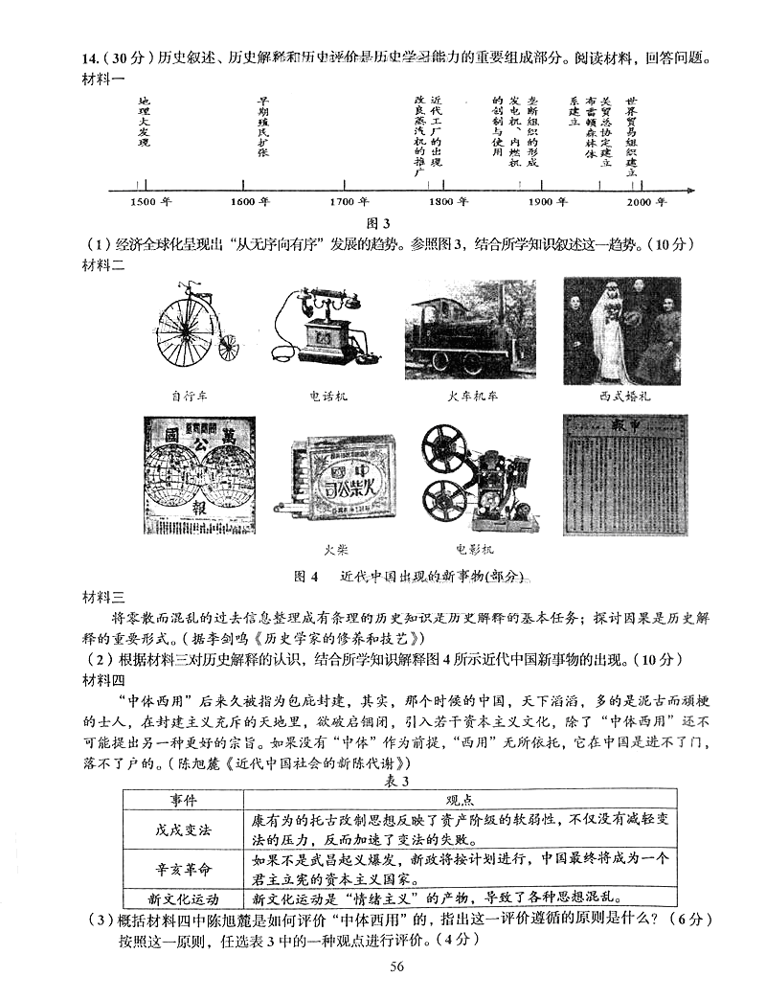 14.(30分)历史叙述、历史解释和历史评价是历史学习能力的重要组成部分。阅读材料，回答问题。
材料一
地理大发现
早期殖民扩张
改良蒸汽机的推广
近代工厂的出现
发电机、内燃机的创制与使用
垄断组织的形成
布雷顿森林体系建立
关贸总协定建立
世界贸易组织建立
1500年 1600年 1700年 1800年 1900年 2000年
图3
(1)经济全球化呈现出“从无序向有序”发展的趋势。参照图3，结合所学知识叙述这一趋势。(10分)
材料二
自行车 电话机 火车机车 西式婚礼
萬國公報
中國火柴公司
申報
火柴 电影机
图4 近代中国出现的新事物(部分)
材料三
将零散而混乱的过去信息整理成有条理的历史知识是历史解释的基本任务；探讨因果是历史解
释的重要形式。(据李剑鸣《历史学家的修养和技艺》)
(2)根据材料三对历史解释的认识，结合所学知识解释图4所示近代中国新事物的出现。(10分)
材料四
“中体西用”后来久被指为包庇封建，其实，那个时候的中国，天下滔滔，多的是泥古而顽梗
的士人，在封建主义充斥的天地里，欲破启锢闭，引入若干资本主义文化，除了“中体西用”还不
可能提出另一种更好的宗旨。如果没有“中体”作为前提，“西用”无所依托，它在中国是进不了门，
落不了户的。(陈旭麓《近代中国社会的新陈代谢》)
表3
事件 观点
戊戌变法 康有为的托古改制思想反映了资产阶级的软弱性，不仅没有减轻变
法的压力，反而加速了变法的失败。
辛亥革命 如果不是武昌起义爆发，新政将按计划进行，中国最终将成为一个
君主立宪的资本主义国家。
新文化运动 新文化运动是“情绪主义”的产物，导致了各种思想混乱。
(3)概括材料四中陈旭麓是如何评价“中体西用”的，指出这一评价遵循的原则是什么？(6分)
按照这一原则，任选表3中的一种观点进行评价。(4分)
56